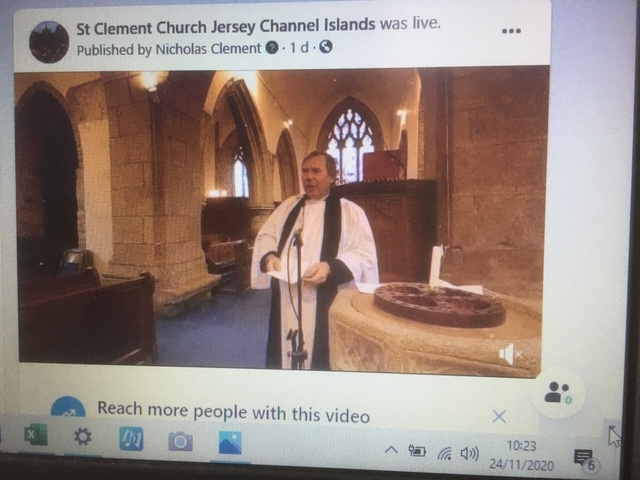 St Clement Church Jersey Channel Islands was live.
Published by Nicholas Clement · 1 d ·
Reach more people with this video
0
10:23
24/11/2020
6